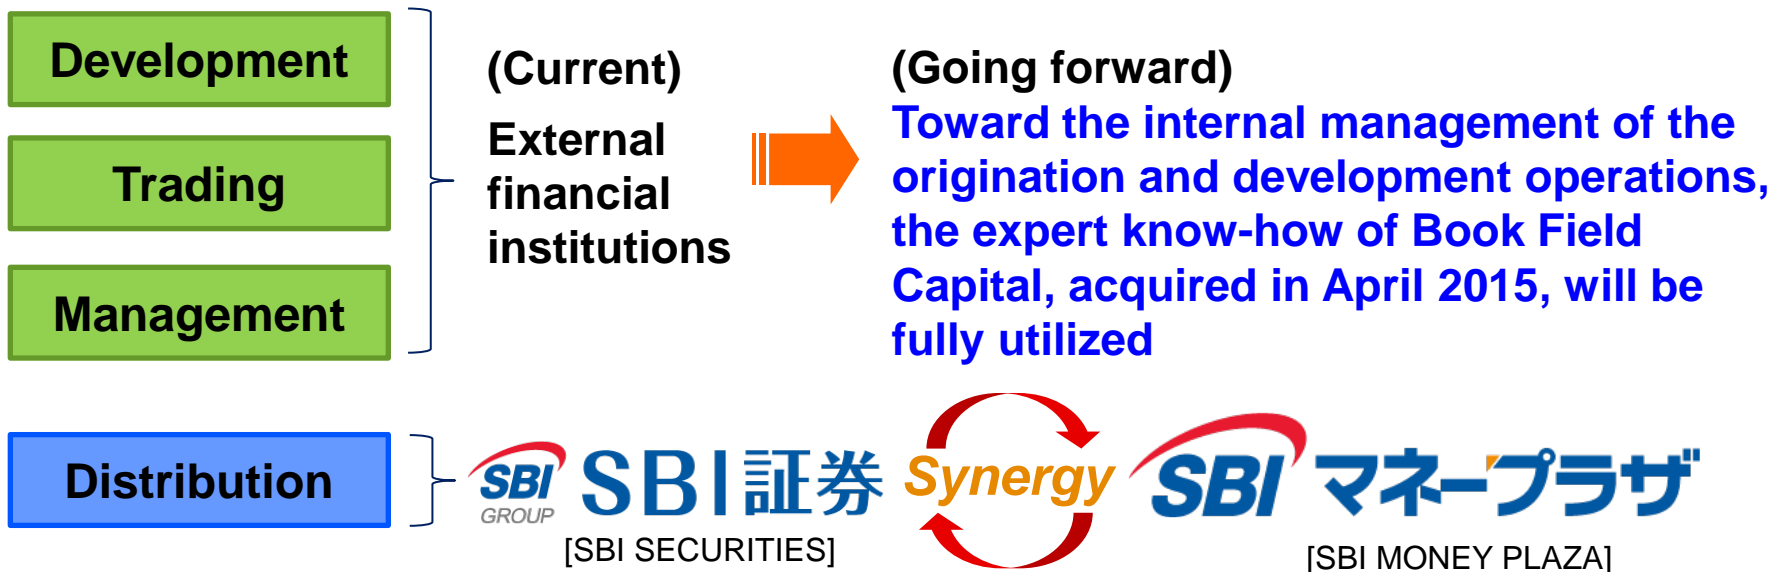 Development
Trading
Management
(Current)
External
financial
institutions
(Going forward)
Toward the internal management of the
origination and development operations,
the expert know-how of Book Field
Capital, acquired in April 2015, will be
fully utilized
Distribution
SBI
GROUP
SBI証券
[SBI SECURITIES]
Synergy
SBI マネープラザ
[SBI MONEY PLAZA]